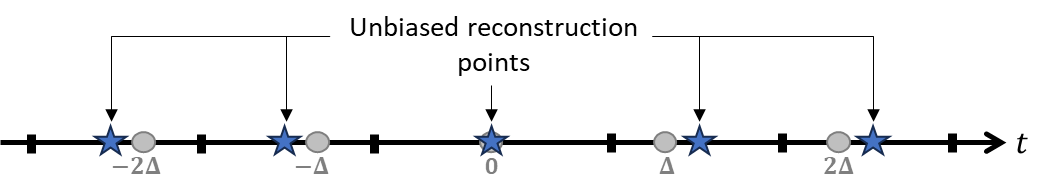 Unbiased reconstruction
points
t
−2Δ −Δ 0 Δ 2Δ